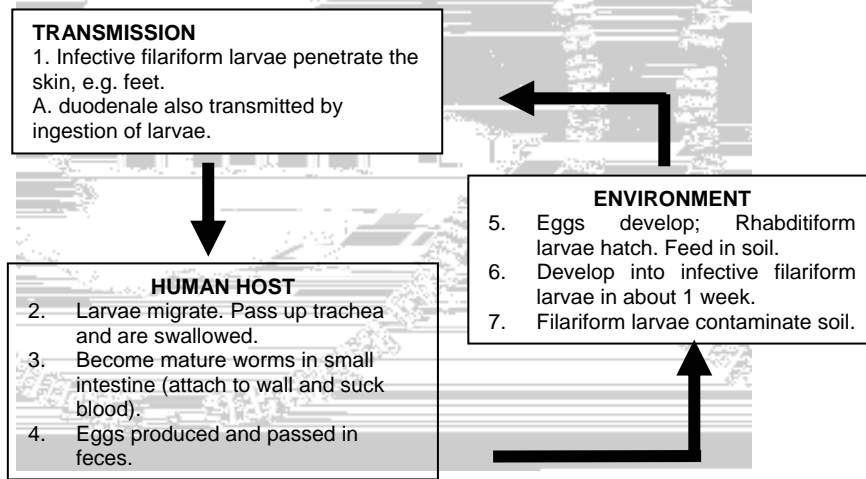 TRANSMISSION
1. Infective filariform larvae penetrate the
skin, e.g. feet.
A. duodenale also transmitted by
ingestion of larvae.
HUMAN HOST
2. Larvae migrate. Pass up trachea
and are swallowed.
3. Become mature worms in small
intestine (attach to wall and suck
blood).
4. Eggs produced and passed in
feces.
ENVIRONMENT
5. Eggs develop; Rhabditiform
larvae hatch. Feed in soil.
6. Develop into infective filariform
larvae in about 1 week.
7. Filariform larvae contaminate soil.